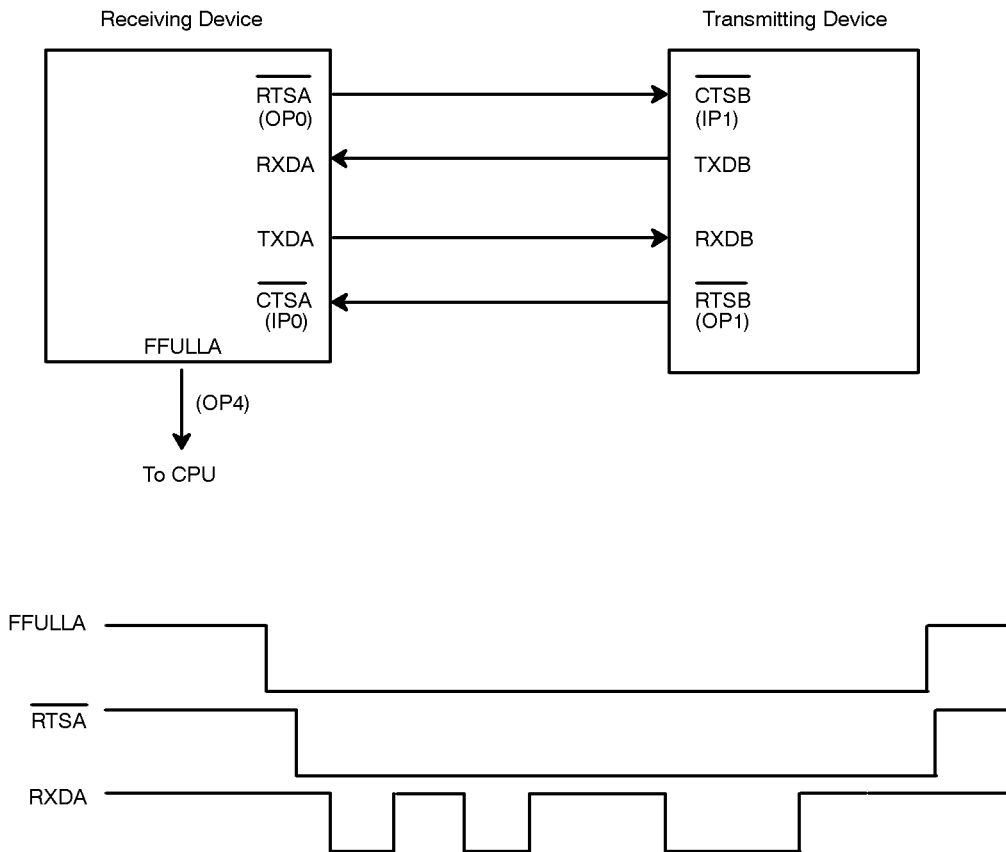 Receiving Device
Transmitting Device
RTSA
(OP0)
RXDA
TXDA
CTSA
(IP0)
FFULLA
CTSB
(IP1)
TXDB
RXDB
RTSB
(OP1)
(OP4)
To CPU
FFULLA
RTSA
RXDA